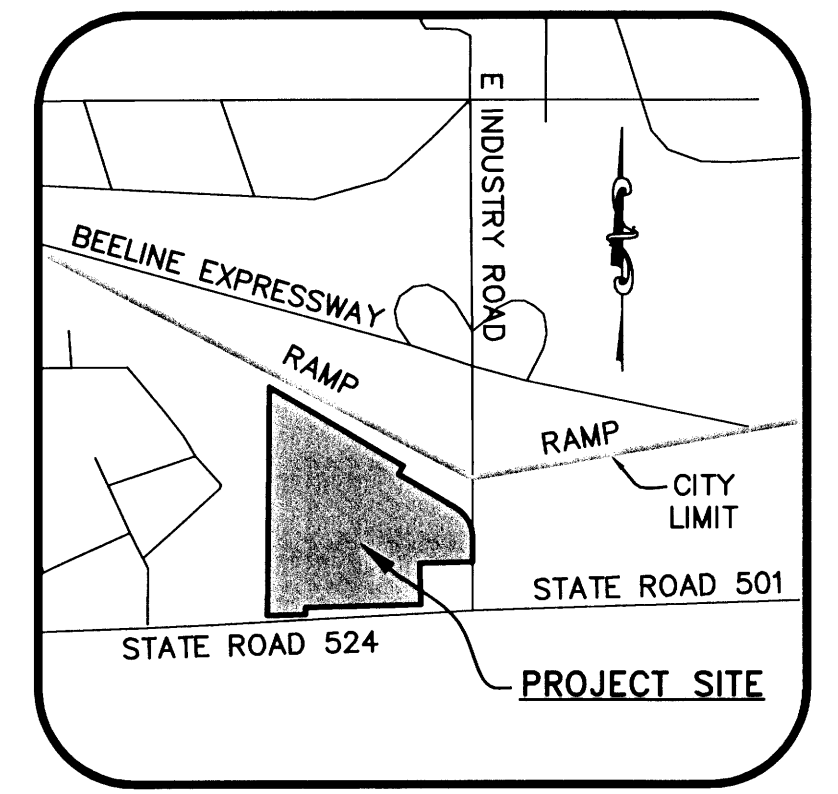 E INDUSTRY ROAD
BEELINE EXPRESSWAY
RAMP
RAMP
CITY
LIMIT
STATE ROAD 501
STATE ROAD 524
PROJECT SITE